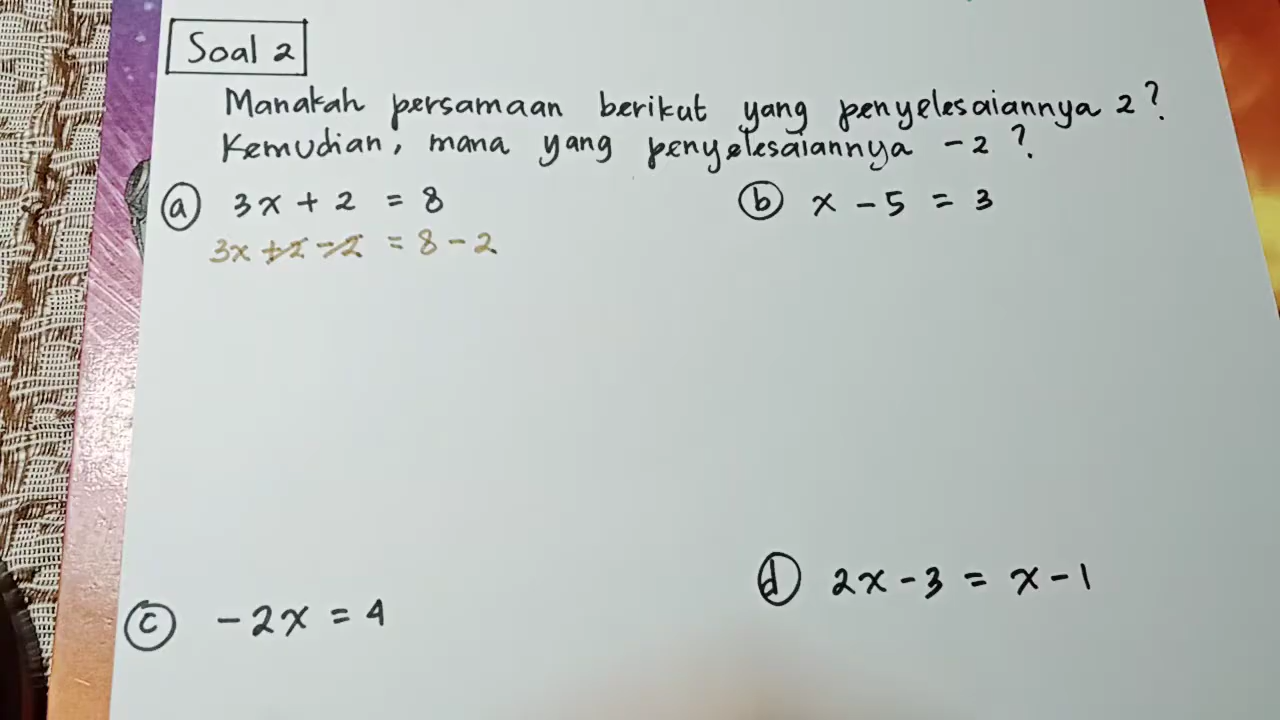 Soal 2
Manakah persamaan berikut yang penyelesaiannya 2?
Kemudian, mana yang penyelesaiannya -2?
a 3x + 2 = 8
3x +2 -2 = 8 - 2
b x - 5 = 3
c -2x = 4
d 2x - 3 = x - 1